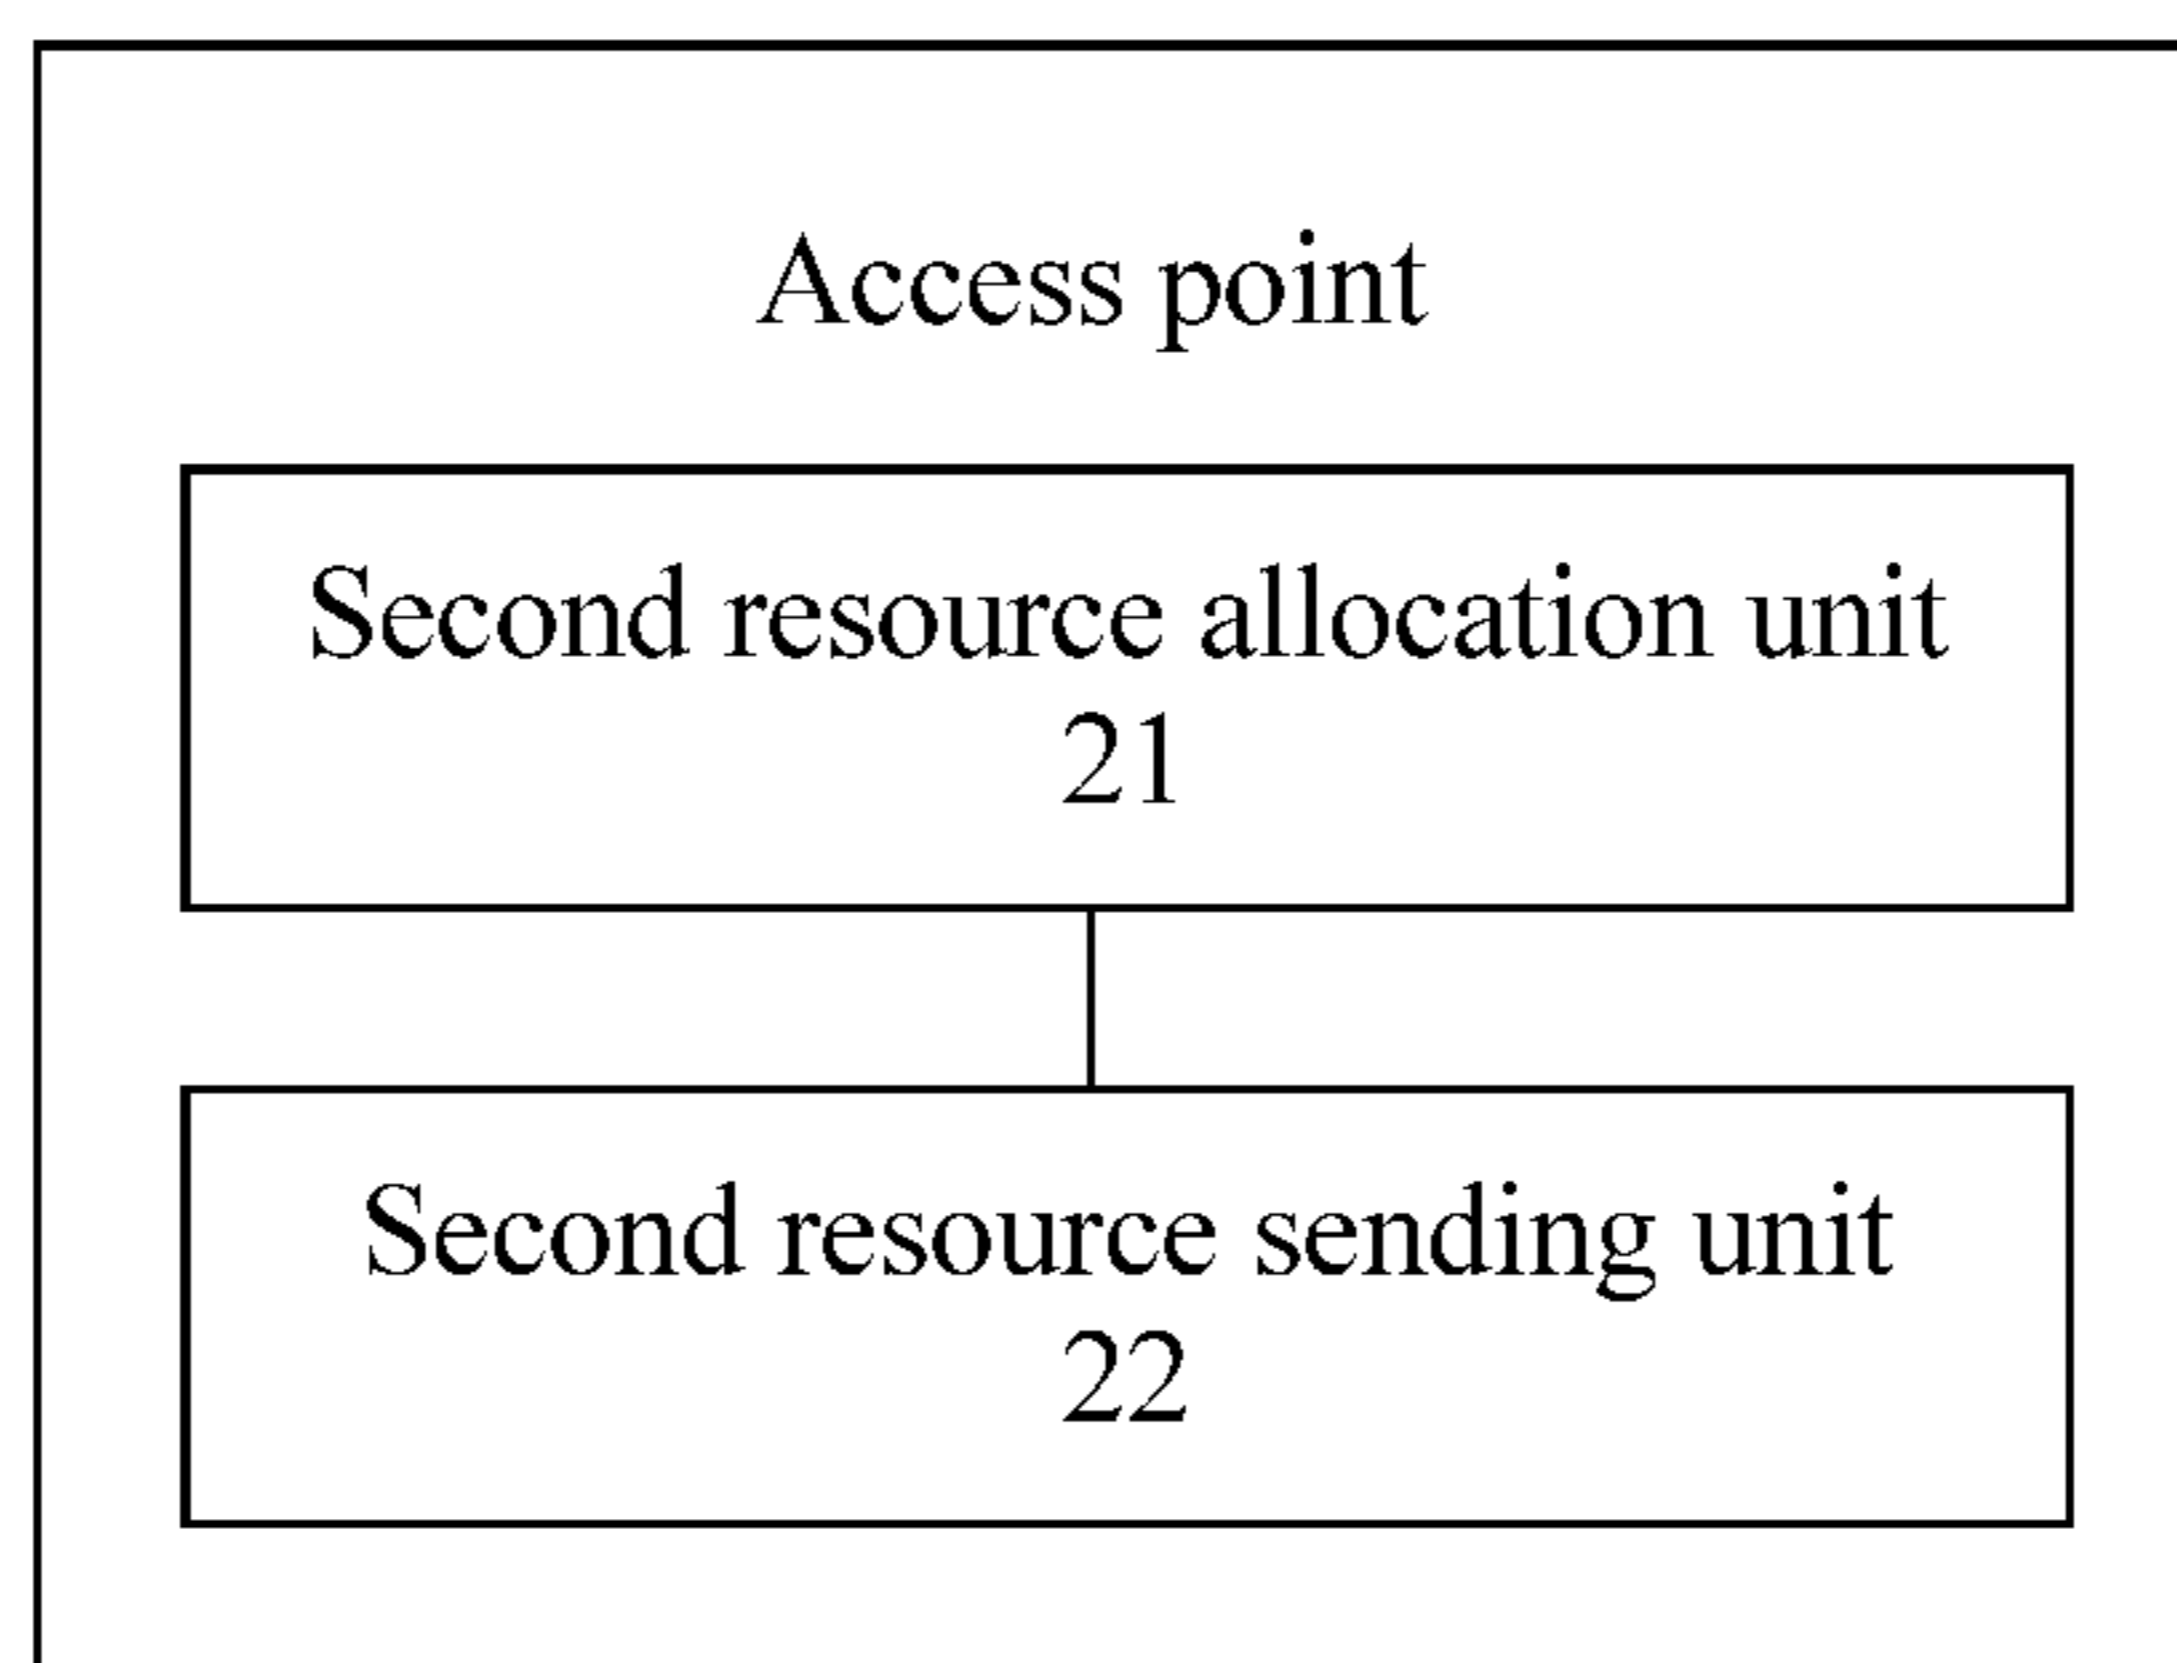 Access point
Second resource allocation unit
21
Second resource sending unit
22